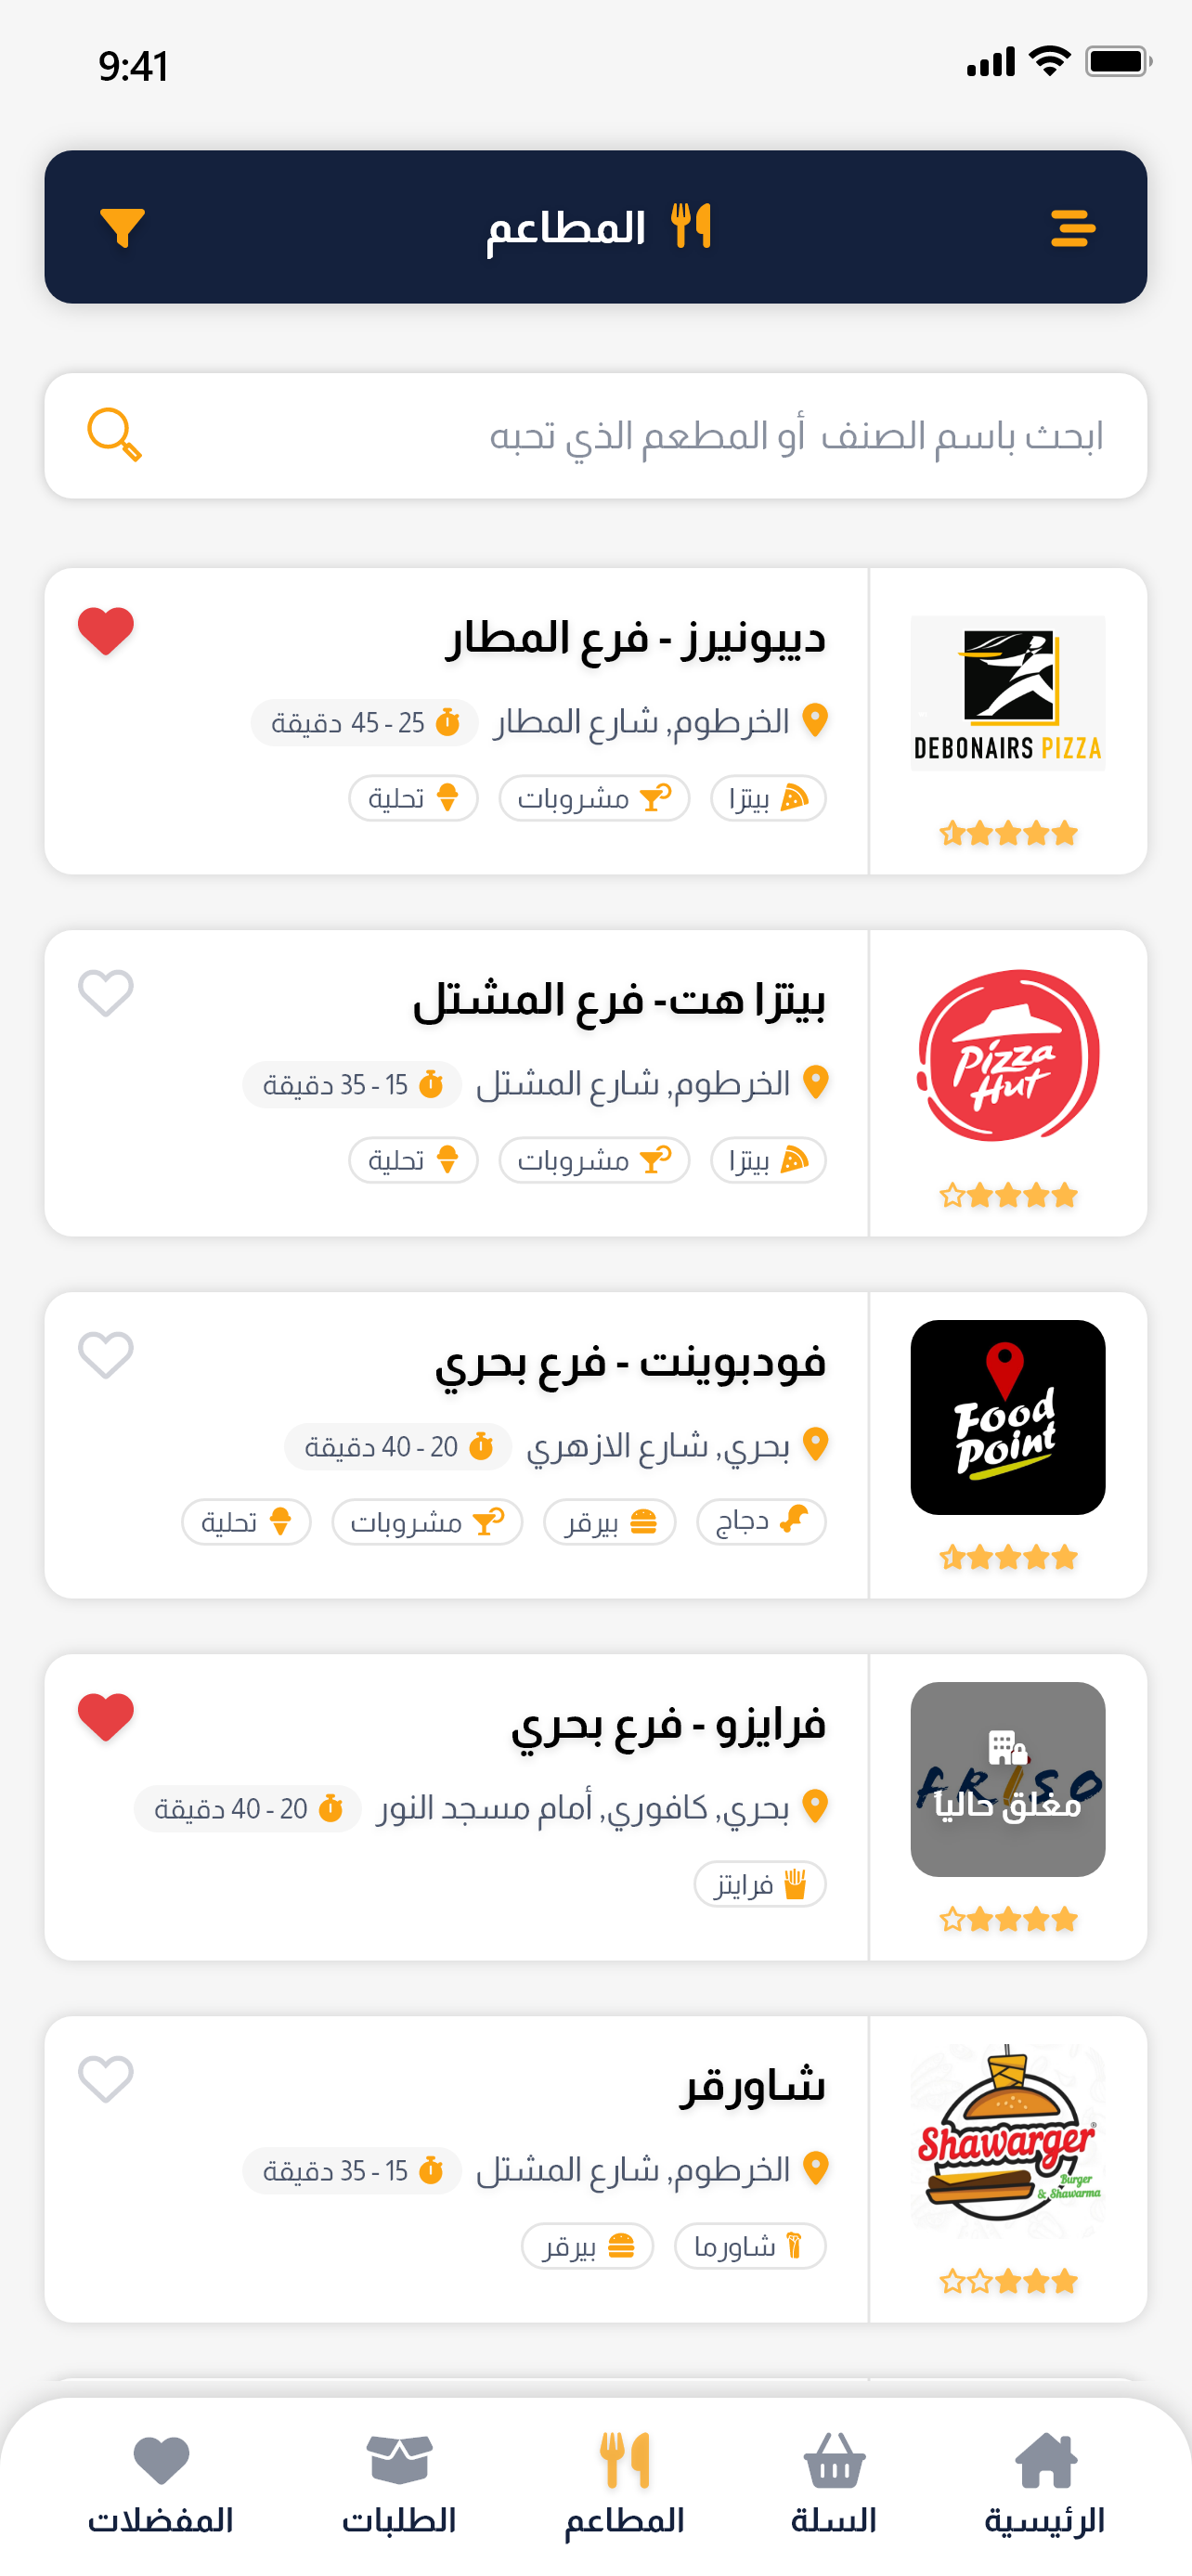 9:41
المطاعم
ابحث باسم الصنف أو المطعم الذي تحبه
DEBONAIRS PIZZA
ديبونيرز - فرع المطار
الخرطوم, شارع المطار
25 - 45 دقيقة
بيتزا
مشروبات
تحلية
Pizza
Hut
بيتزا هت- فرع المشتل
الخرطوم, شارع المشتل
15 - 35 دقيقة
بيتزا
مشروبات
تحلية
Food
Point
فودبوينت - فرع بحري
بحري, شارع الازهري
20 - 40 دقيقة
دجاج
بيرقر
مشروبات
تحلية
FRISO
مغلق حالياً
فرايزو - فرع بحري
بحري, كافوري, أمام مسجد النور
20 - 40 دقيقة
فرايتز
Shawarger®
Burger
& Shawarma
شاورقر
الخرطوم, شارع المشتل
15 - 35 دقيقة
شاورما
بيرقر
الرئيسية
السلة
المطاعم
الطلبات
المفضلات